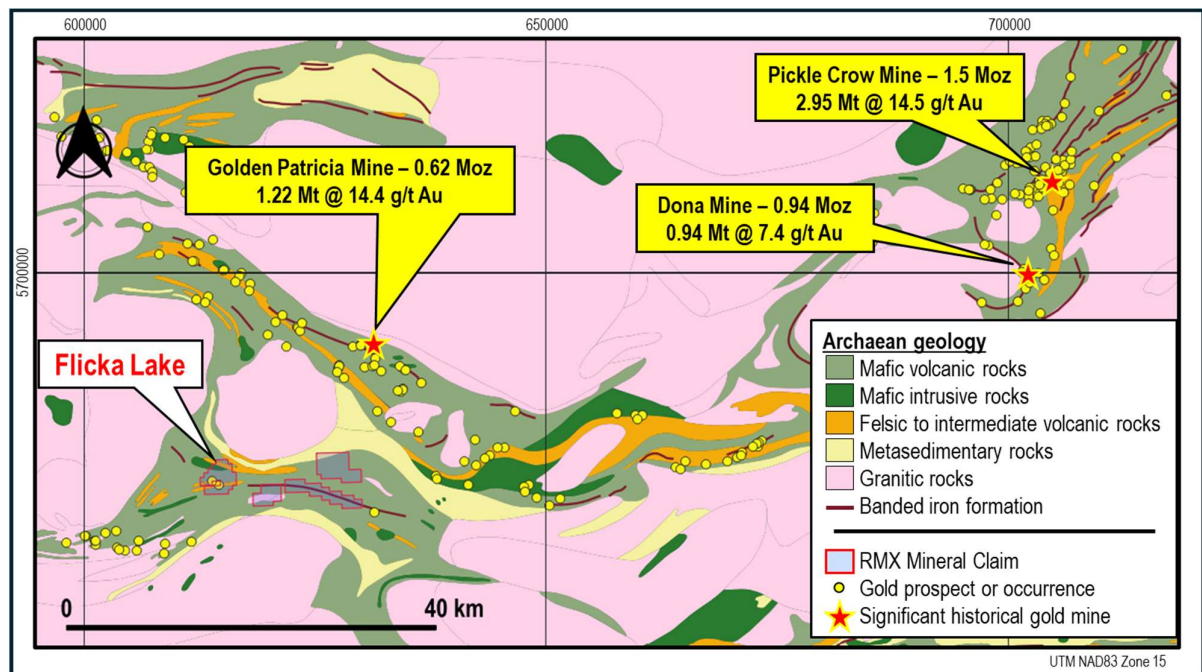 600000
650000
700000
5700000
Pickle Crow Mine – 1.5 Moz
2.95 Mt @ 14.5 g/t Au
Golden Patricia Mine – 0.62 Moz
1.22 Mt @ 14.4 g/t Au
Dona Mine – 0.94 Moz
0.94 Mt @ 7.4 g/t Au
Flicka Lake
Archaean geology
Mafic volcanic rocks
Mafic intrusive rocks
Felsic to intermediate volcanic rocks
Metasedimentary rocks
Granitic rocks
Banded iron formation
RMX Mineral Claim
Gold prospect or occurrence
Significant historical gold mine
0 40 km
UTM NAD83 Zone 15